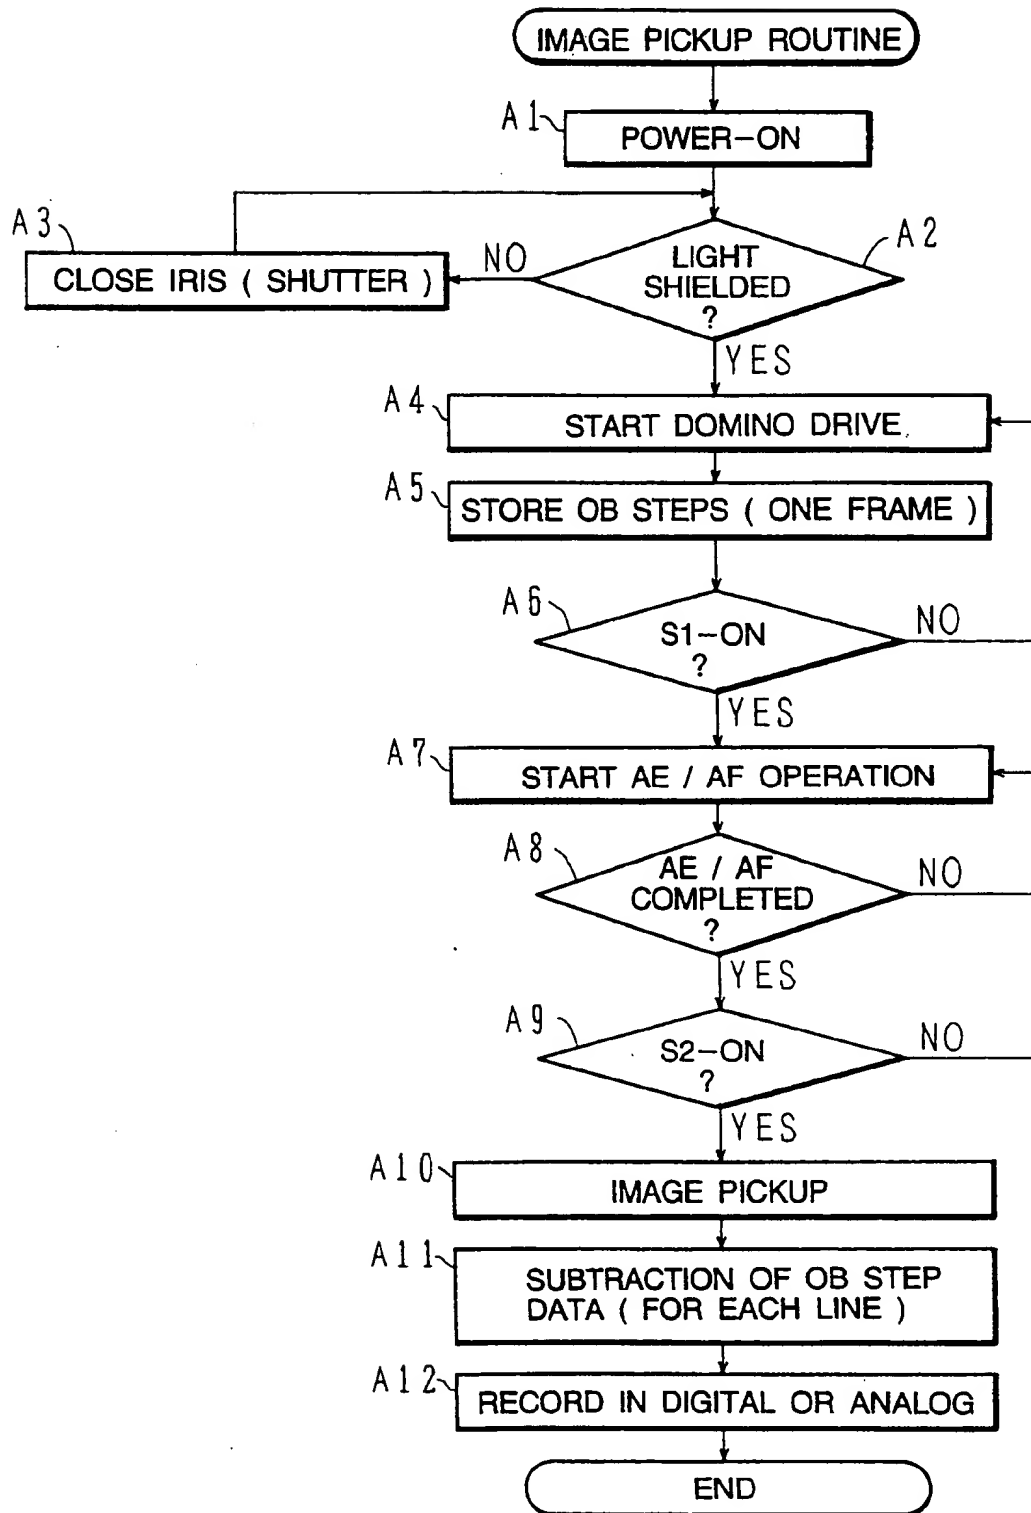 IMAGE PICKUP ROUTINE
A1
POWER-ON
A3
CLOSE IRIS ( SHUTTER )
NO
LIGHT
SHIELDED
?
A2
YES
A4
START DOMINO DRIVE
A5
STORE OB STEPS ( ONE FRAME )
A6
S1-ON
?
NO
YES
A7
START AE / AF OPERATION
A8
AE / AF
COMPLETED
?
NO
YES
A9
S2-ON
?
NO
YES
A10
IMAGE PICKUP
A11
SUBTRACTION OF OB STEP
DATA ( FOR EACH LINE )
A12
RECORD IN DIGITAL OR ANALOG
END